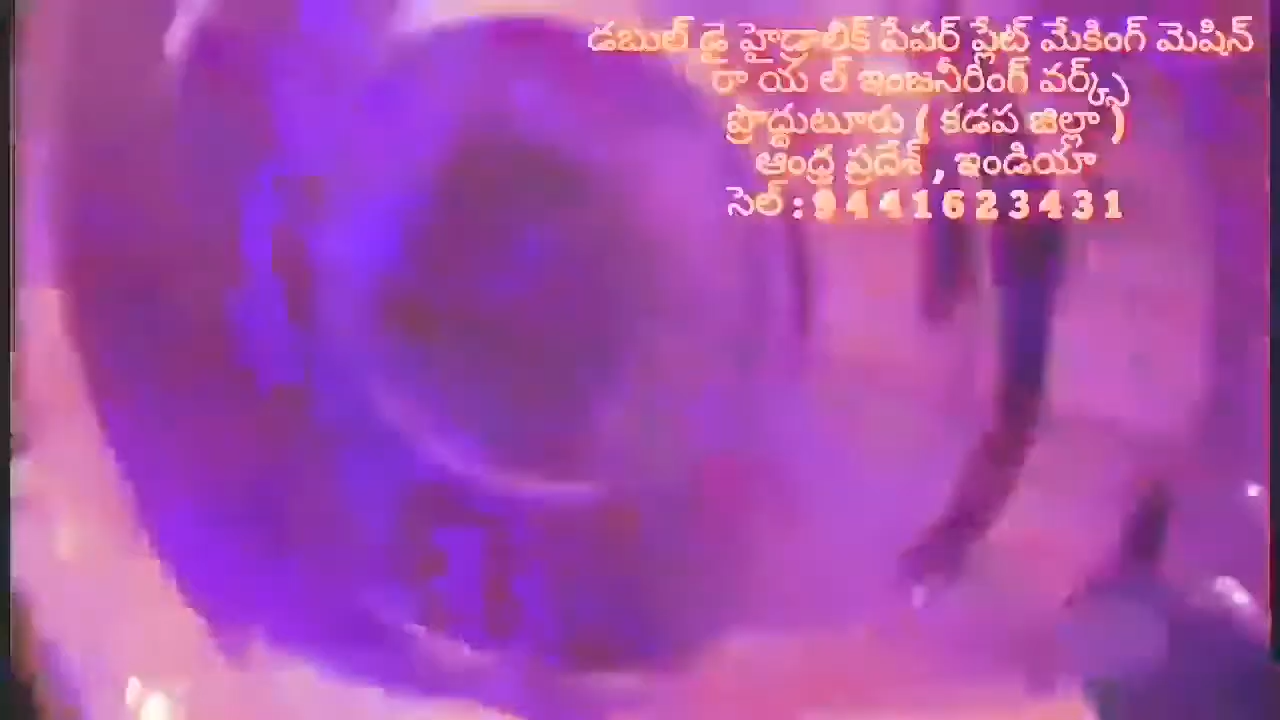 డబుల్ డై హైడ్రాలిక్ పేపర్ ప్లేట్ మేకింగ్ మెషిన్
రా య ల్ ఇంజనీరింగ్ వర్క్స్
ప్రొద్దుటూరు ( కడప జిల్లా )
ఆంధ్ర ప్రదేశ్ , ఇండియా
సెల్ : 9 4 4 1 6 2 3 4 3 1